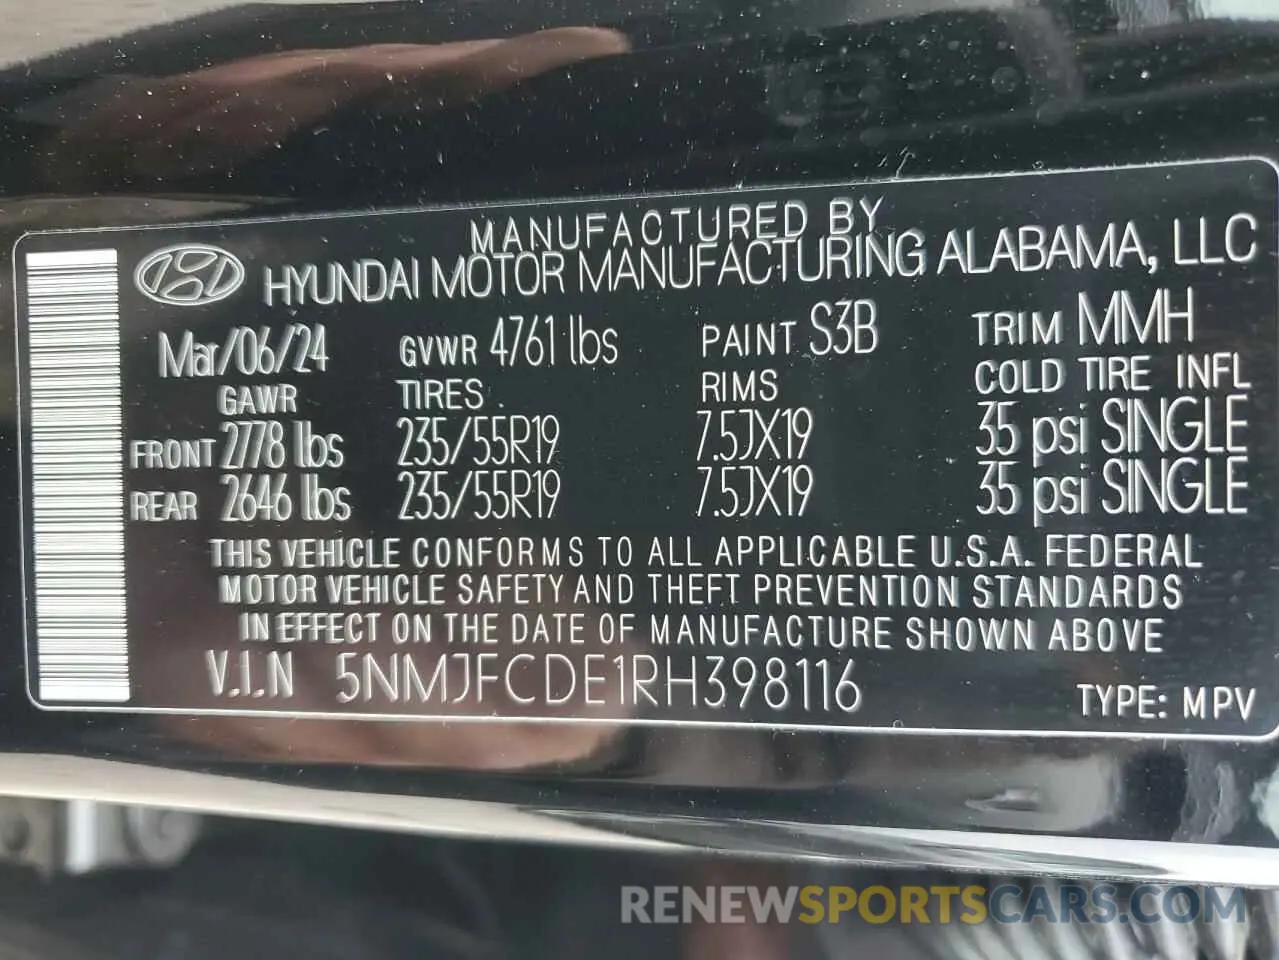 MANUFACTURED BY
HYUNDAI MOTOR MANUFACTURING ALABAMA, LLC
Mar/06/24 GVWR 4761 lbs PAINT S3B TRIM MMH
GAWR TIRES RIMS COLD TIRE INFL
FRONT 2778 lbs 235/55R19 7.5JX19 35 psi SINGLE
REAR 2646 lbs 235/55R19 7.5JX19 35 psi SINGLE
THIS VEHICLE CONFORMS TO ALL APPLICABLE U.S.A. FEDERAL
MOTOR VEHICLE SAFETY AND THEFT PREVENTION STANDARDS
IN EFFECT ON THE DATE OF MANUFACTURE SHOWN ABOVE
V.I.N 5NMJFCDE1RH398116
TYPE: MPV
RENEWSPORTSCARS.COM